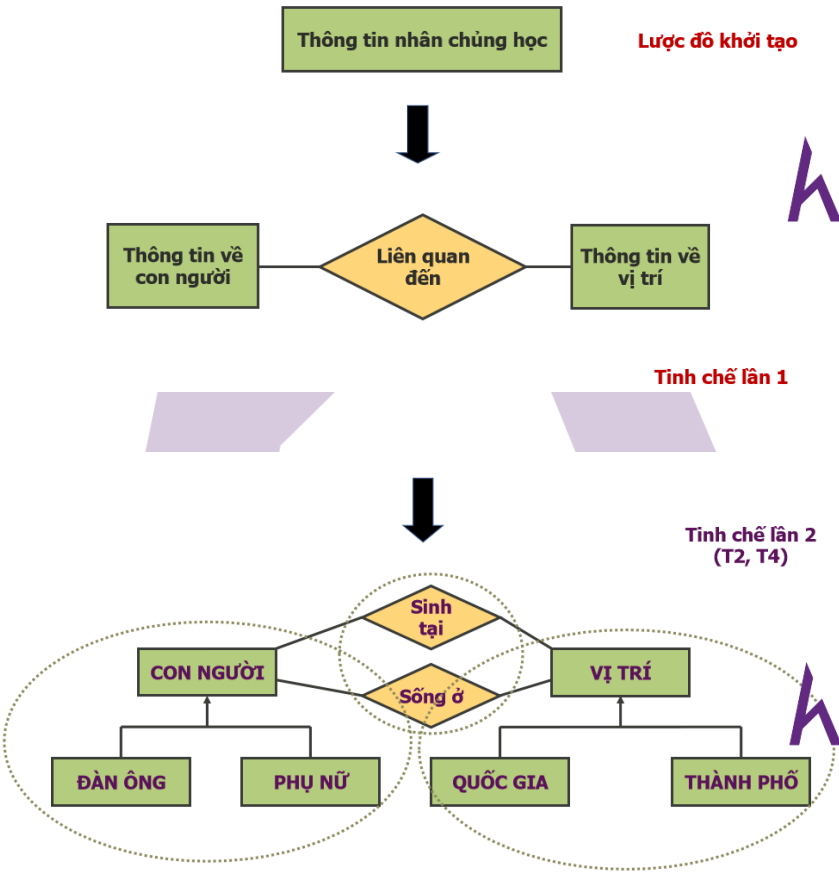 Thông tin nhân chủng học
Lược đồ khởi tạo
Thông tin về
con người
Liên quan
đến
Thông tin về
vị trí
Tinh chế lần 1
Tinh chế lần 2
(T2, T4)
Sinh
tại
CON NGƯỜI
VỊ TRÍ
Sống ở
ĐÀN ÔNG
PHỤ NỮ
QUỐC GIA
THÀNH PHỐ